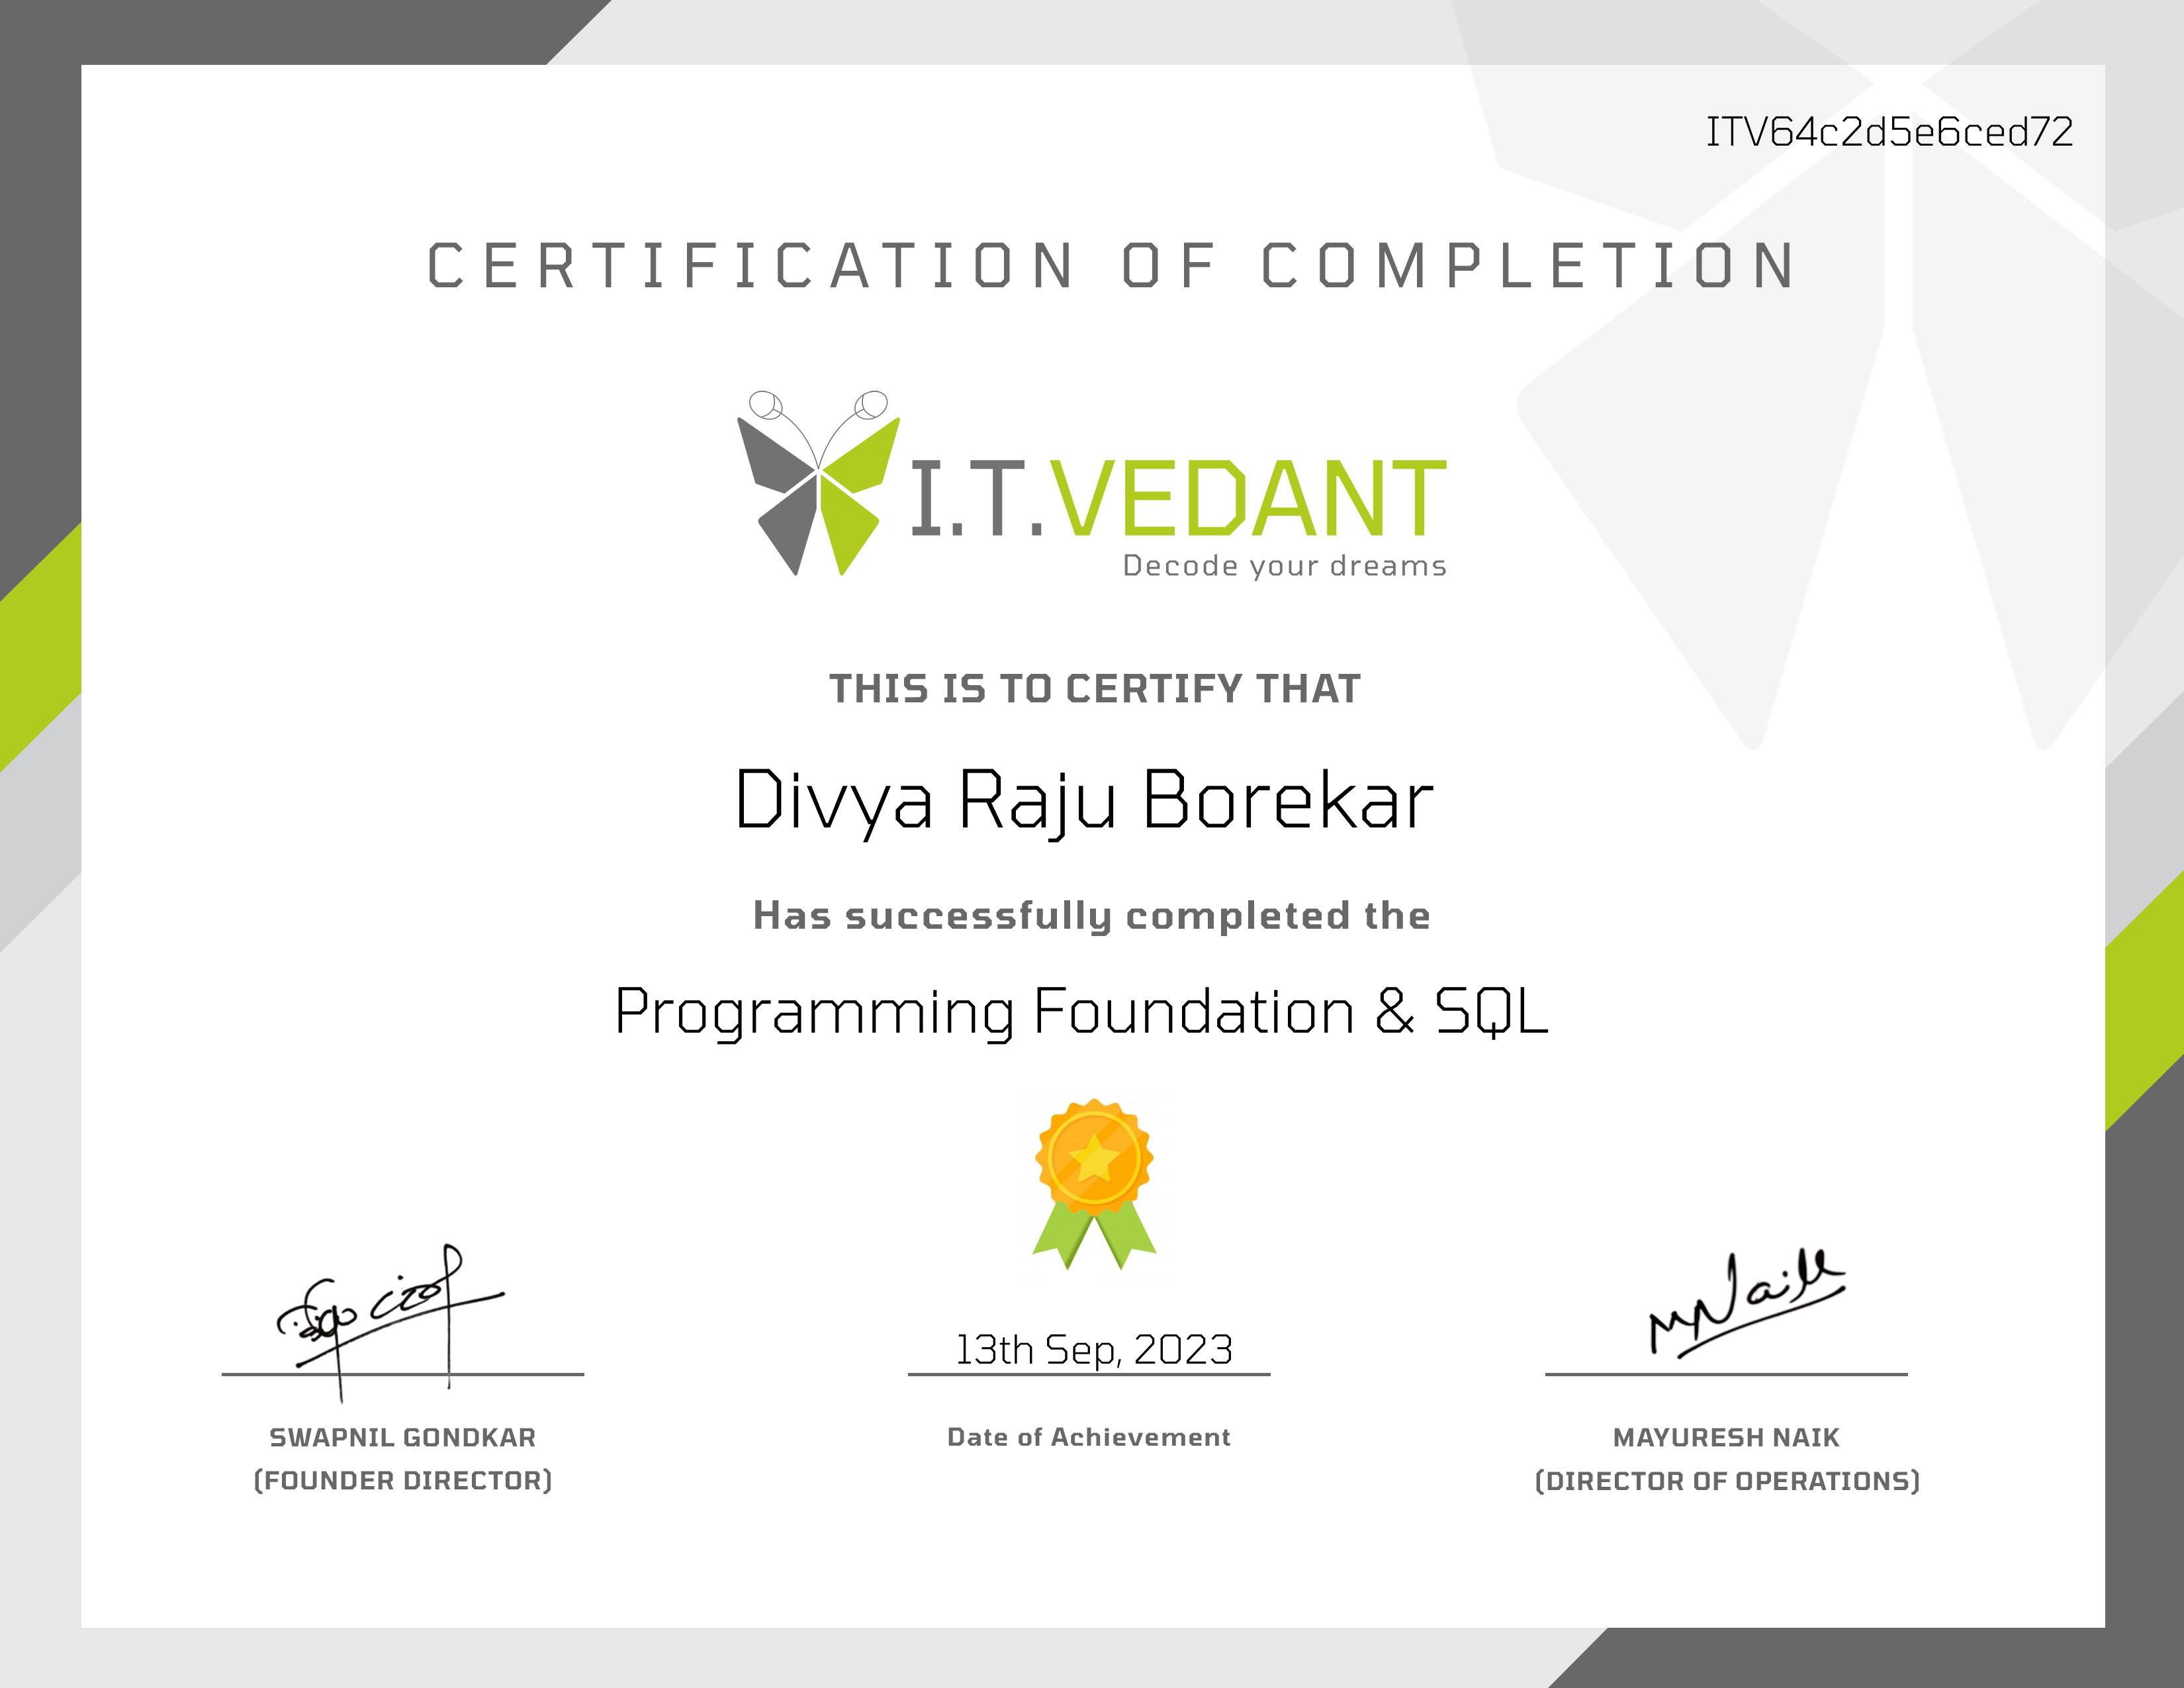 ITV64c2d5e6ced72
CERTIFICATION OF COMPLETION
I.T.VEDANT
Decode your dreams
THIS IS TO CERTIFY THAT
Divya Raju Borekar
Has successfully completed the
Programming Foundation & SQL
13th Sep, 2023
SWAPNIL GONDKAR
(FOUNDER DIRECTOR)
Date of Achievement
MAYURESH NAIK
(DIRECTOR OF OPERATIONS)